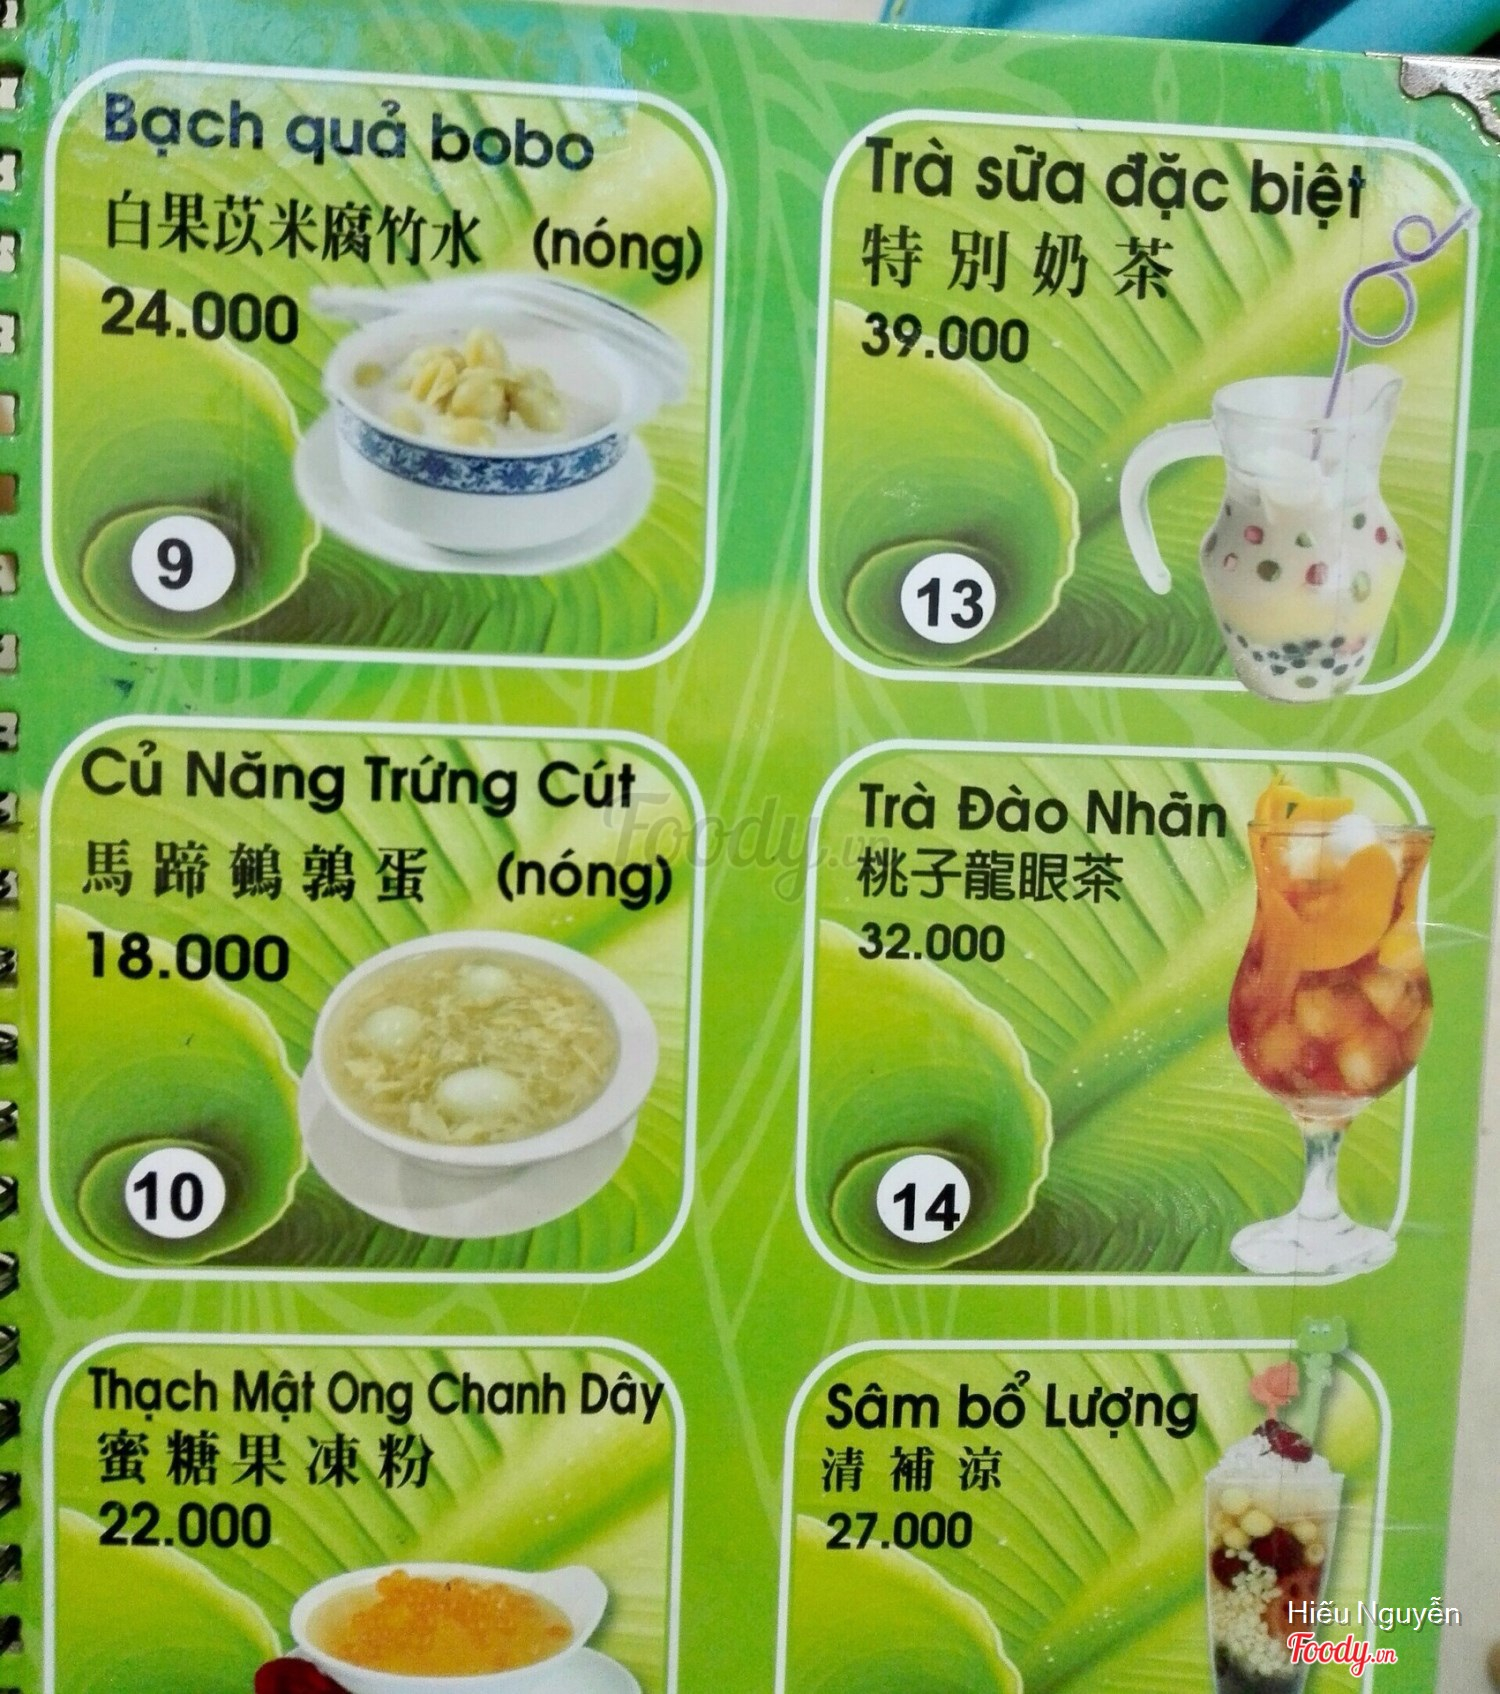 Bạch quả bobo
白果苡米腐竹水 (nóng)
24.000
9
Trà sữa đặc biệt
特別奶茶
39.000
13
Củ Năng Trứng Cút
馬蹄鵪鶉蛋 (nóng)
18.000
10
Trà Đào Nhãn
桃子龍眼茶
32.000
14
Thạch Mật Ong Chanh Dây
蜜糖果凍粉
22.000
Sâm bổ Lượng
清補涼
27.000
Foody.vn
Hiếu Nguyễn
Foody.vn